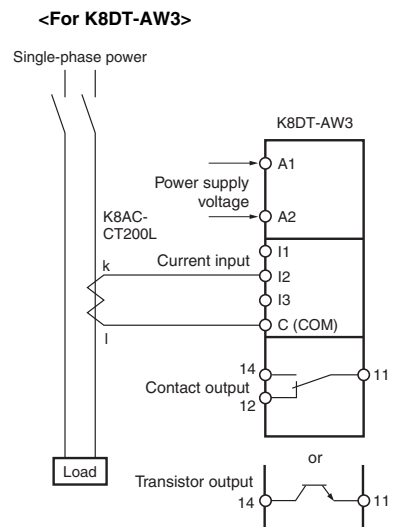 <For K8DT-AW3>
Single-phase power
K8DT-AW3
A1
Power supply
voltage
A2
K8AC-
CT200L
I1
k
Current input
I2
I3
C (COM)
l
14
11
Contact output
12
or
Load
Transistor output
14
11